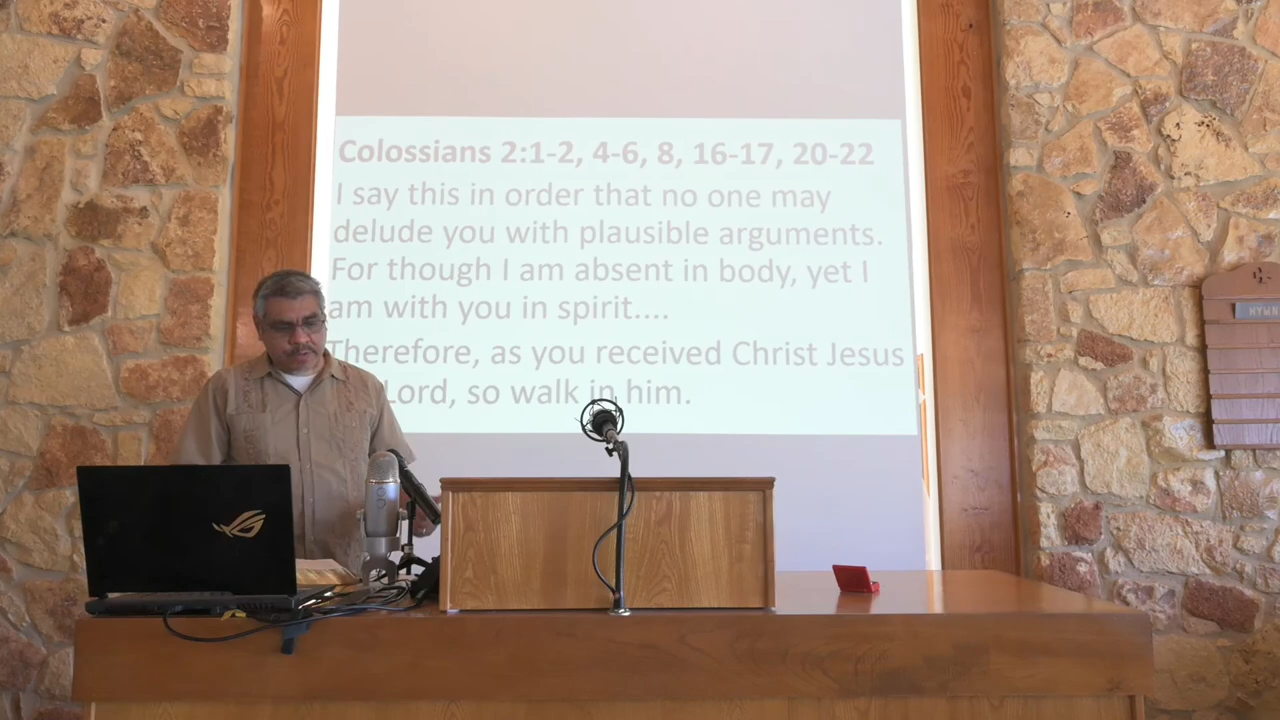 Colossians 2:1-2, 4-6, 8, 16-17, 20-22
I say this in order that no one may
delude you with plausible arguments.
For though I am absent in body, yet I
am with you in spirit....
Therefore, as you received Christ Jesus
Lord, so walk in him.
HYMN